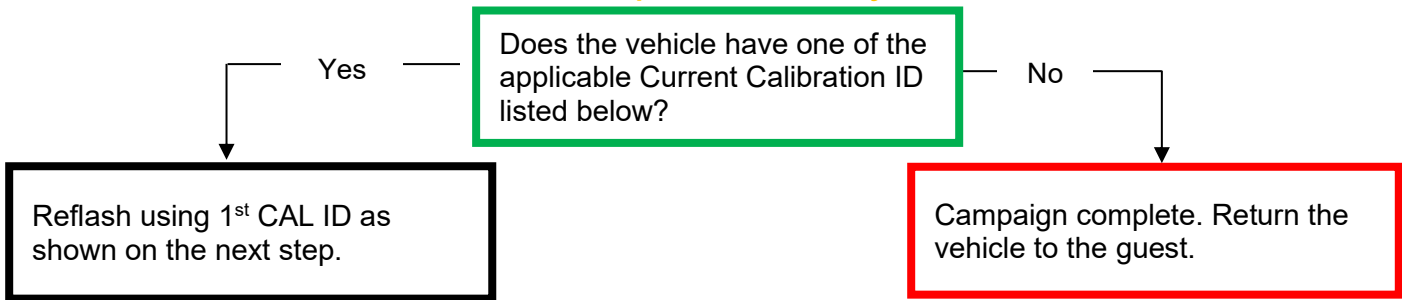 Does the vehicle have one of the
applicable Current Calibration ID
listed below?
Yes
No
Reflash using 1st CAL ID as
shown on the next step.
Campaign complete. Return the
vehicle to the guest.